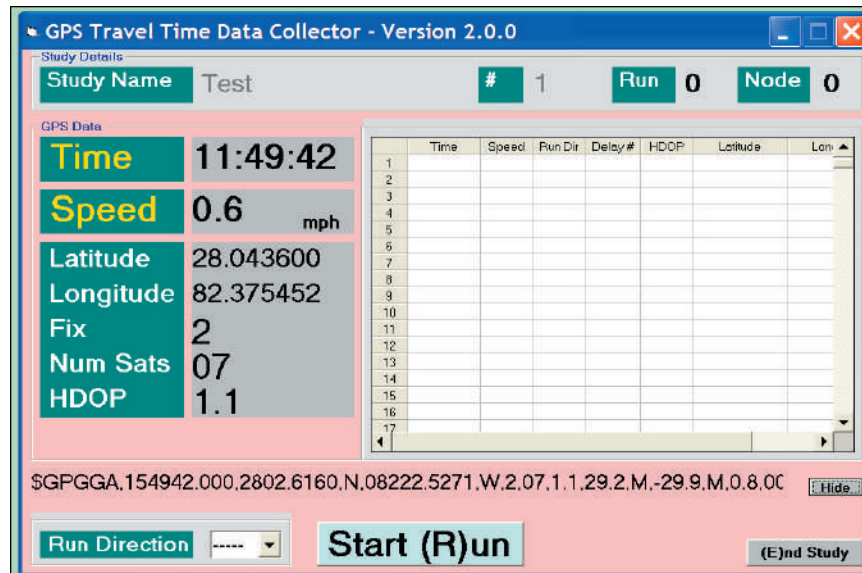 GPS Travel Time Data Collector - Version 2.0.0
Study Details
Study Name Test # 1 Run 0 Node 0
GPS Data
Time 11:49:42
Speed 0.6 mph
Latitude 28.043600
Longitude 82.375452
Fix 2
Num Sats 07
HDOP 1.1
Time Speed Run Dir Delay # HDOP Latitude Lon
1
2
3
4
5
6
7
8
9
10
11
12
13
14
15
16
17
$GPGGA,154942.000,2802.6160,N,08222.5271,W,2,07,1.1,29.2,M,-29.9,M,0.8,00
Hide
Run Direction -----
Start (R)un
(E)nd Study